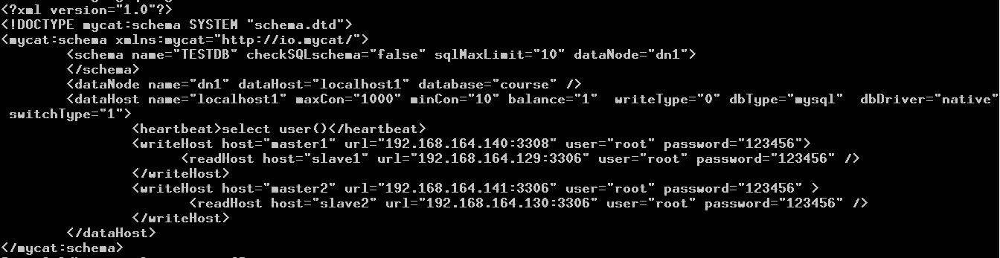 <?xml version="1.0"?>
<!DOCTYPE mycat:schema SYSTEM "schema.dtd">
<mycat:schema xmlns:mycat="http://io.mycat/">
        <schema name="TESTDB" checkSQLschema="false" sqlMaxLimit="10" dataNode="dn1">
        </schema>
        <dataNode name="dn1" dataHost="localhost1" database="course" />
        <dataHost name="localhost1" maxCon="1000" minCon="10" balance="1"  writeType="0" dbType="mysql"  dbDriver="native"
 switchType="1">
                <heartbeat>select user()</heartbeat>
                <writeHost host="master1" url="192.168.164.140:3308" user="root" password="123456">
                      <readHost host="slave1" url="192.168.164.129:3306" user="root" password="123456" />
                </writeHost>
                <writeHost host="master2" url="192.168.164.141:3306" user="root" password="123456" >
                       <readHost host="slave2" url="192.168.164.130:3306" user="root" password="123456" />
                </writeHost>
        </dataHost>
</mycat:schema>